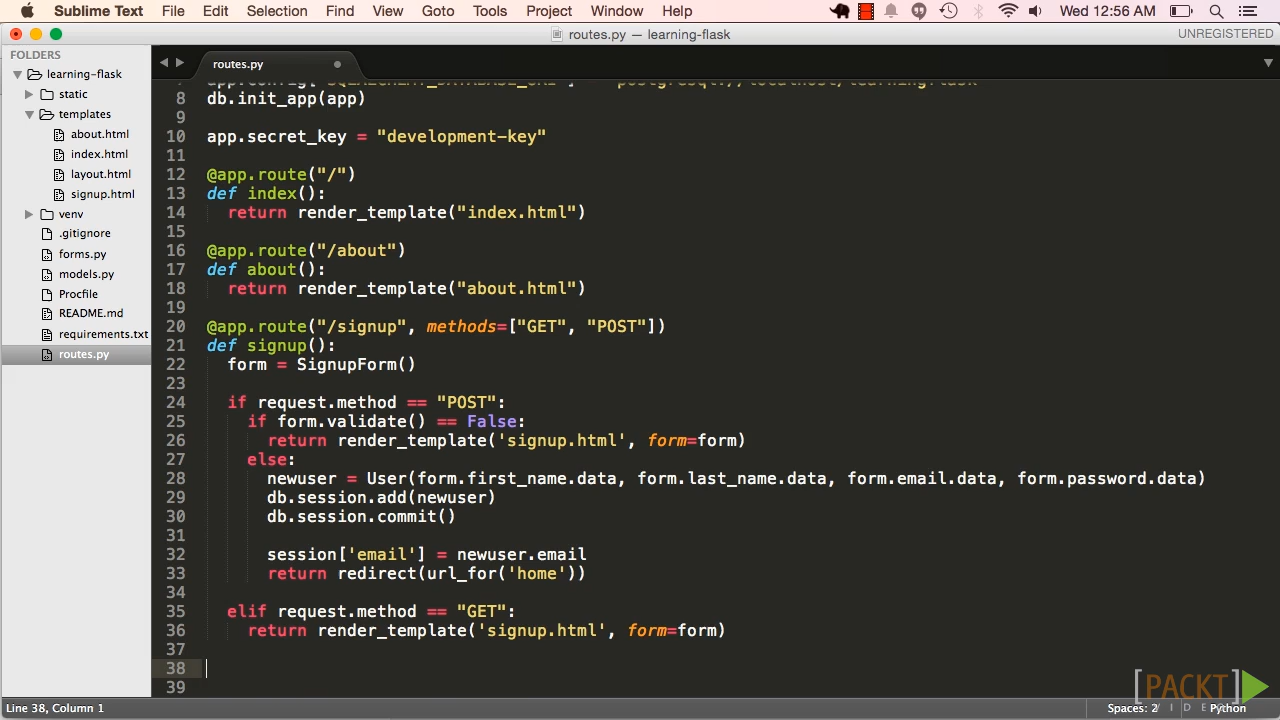 Sublime Text File Edit Selection Find View Goto Tools Project Window Help Wed 12:56 AM
routes.py — learning-flask UNREGISTERED
FOLDERS
learning-flask
static
templates
about.html
index.html
layout.html
signup.html
venv
.gitignore
forms.py
models.py
Procfile
README.md
requirements.txt
routes.py
routes.py
8 db.init_app(app)
9
10 app.secret_key = "development-key"
11
12 @app.route("/")
13 def index():
14   return render_template("index.html")
15
16 @app.route("/about")
17 def about():
18   return render_template("about.html")
19
20 @app.route("/signup", methods=["GET", "POST"])
21 def signup():
22   form = SignupForm()
23
24   if request.method == "POST":
25     if form.validate() == False:
26       return render_template('signup.html', form=form)
27     else:
28       newuser = User(form.first_name.data, form.last_name.data, form.email.data, form.password.data)
29       db.session.add(newuser)
30       db.session.commit()
31
32       session['email'] = newuser.email
33       return redirect(url_for('home'))
34
35   elif request.method == "GET":
36     return render_template('signup.html', form=form)
37
38
39
[PACKT]
VIDEO
Line 38, Column 1 Spaces: 2 Python